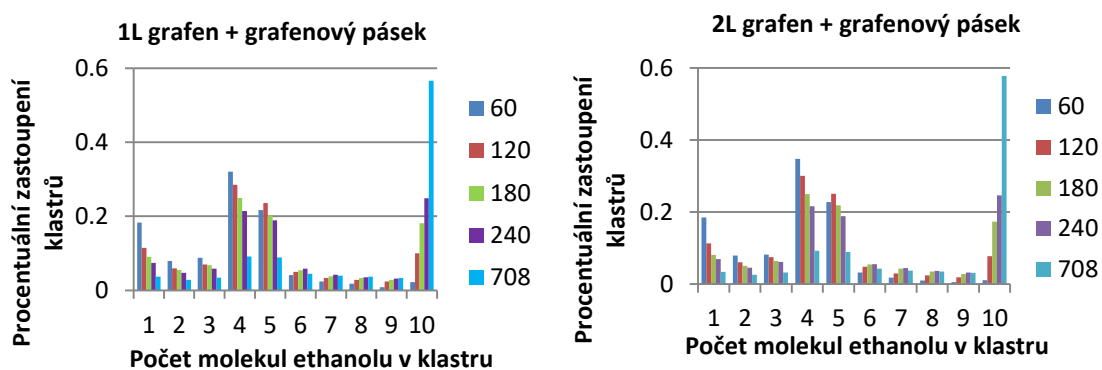 1L grafen + grafenový pásek
Procentuální zastoupení
klastrů
0.6
0.4
0.2
0
1 2 3 4 5 6 7 8 9 10
Počet molekul ethanolu v klastru
60
120
180
240
708
2L grafen + grafenový pásek
Procentuální zastoupení
klastrů
0.6
0.4
0.2
0
1 2 3 4 5 6 7 8 9 10
Počet molekul ethanolu v klastru
60
120
180
240
708